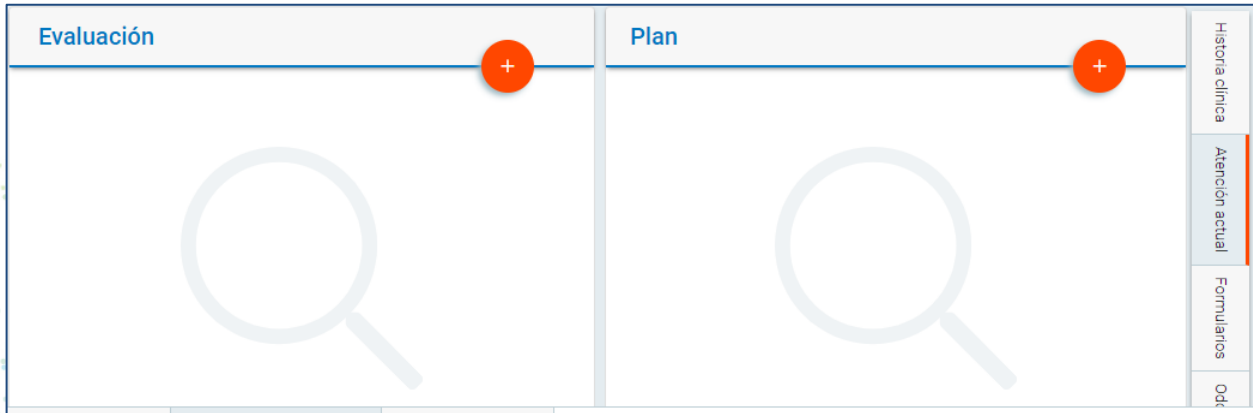 Evaluación
+
Plan
+
Historia clínica
Atención actual
Formularios